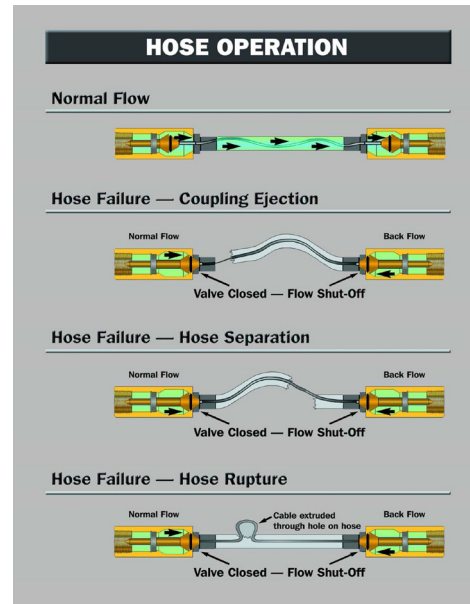 HOSE OPERATION
Normal Flow
Hose Failure — Coupling Ejection
Normal Flow
Back Flow
Valve Closed — Flow Shut-Off
Hose Failure — Hose Separation
Normal Flow
Back Flow
Valve Closed — Flow Shut-Off
Hose Failure — Hose Rupture
Normal Flow
Cable extruded
through hole on hose
Back Flow
Valve Closed — Flow Shut-Off